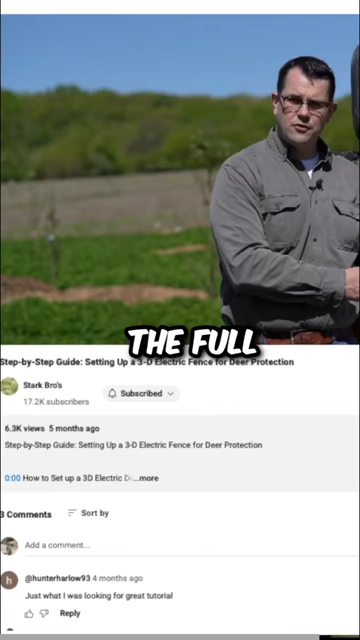 THE FULL
Step-by-Step Guide: Setting Up a 3-D Electric Fence for Deer Protection
Stark Bro's
17.2K subscribers
Subscribed
6.3K views 5 months ago
Step-by-Step Guide: Setting Up a 3-D Electric Fence for Deer Protection
0:00 How to Set up a 3D Electric D...more
3 Comments
Sort by
Add a comment...
h
@hunterharlow93 4 months ago
Just what I was looking for great tutorial
Reply